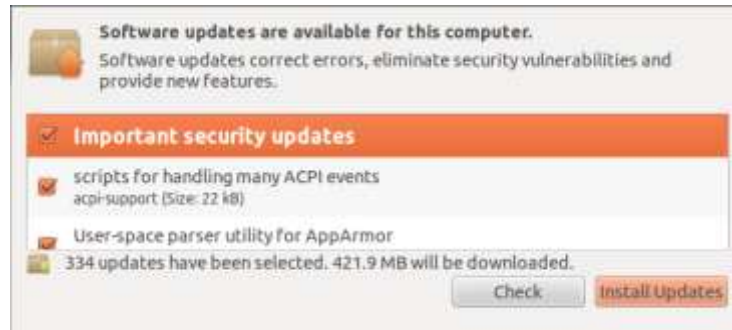 Software updates are available for this computer.
Software updates correct errors, eliminate security vulnerabilities and
provide new features.
Important security updates
scripts for handling many ACPI events
acpi-support (Size: 22 kB)
User-space parser utility for AppArmor
334 updates have been selected. 421.9 MB will be downloaded.
Check Install Updates